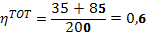 η^TOT = (35 + 85)/200 = 0,6